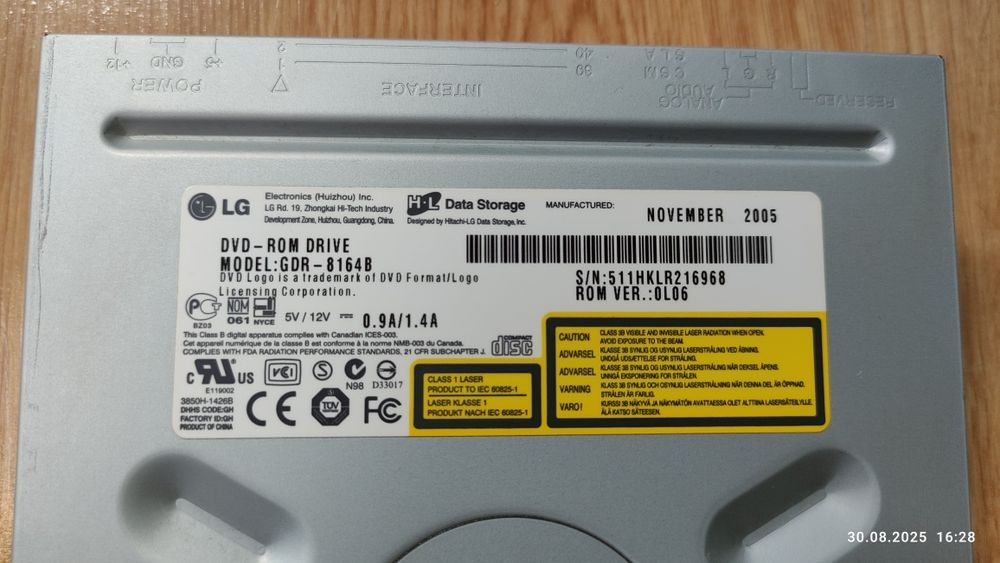 +12 GND +5
POWER
2 40
1 39
INTERFACE
S L A
C S M
R G L
ANALOG
AUDIO
RESERVED
LG
Electronics (Huizhou) Inc.
LG Rd. 19, Zhongkai Hi-Tech Industry
Development Zone, Huizhou, Guangdong, China.
H·L Data Storage
Designed by Hitachi-LG Data Storage, Inc.
MANUFACTURED: NOVEMBER 2005
DVD-ROM DRIVE
MODEL:GDR-8164B
DVD Logo is a trademark of DVD Format/Logo
Licensing Corporation.
S/N:511HKLR216968
ROM VER.:0L06
PCT
BZ03
NOM
061 NYCE
5V / 12V 0.9A/1.4A
This Class B digital apparatus complies with Canadian ICES-003.
Cet appareil numérique de la classe B est conforme à la norme NMB-003 du Canada.
COMPLIES WITH FDA RADIATION PERFORMANCE STANDARDS, 21 CFR SUBCHAPTER J.
COMPACT
disc
C US
E119002
VCI
S
N98
D33017
3850H-1426B
DHHS CODE:GH
FACTORY ID:GH
PRODUCT OF CHINA
CE
TÜV
FC
CLASS 1 LASER
PRODUCT TO IEC 60825-1
LASER KLASSE 1
PRODUKT NACH IEC 60825-1
CAUTION CLASS 3B VISIBLE AND INVISIBLE LASER RADIATION WHEN OPEN.
AVOID EXPOSURE TO THE BEAM.
ADVARSEL KLASSE 3B SYNLIG OG USYNLIG LASERSTRÅLING VED ÅBNING.
UNDGÅ UDSÆTTELSE FOR STRÅLING.
ADVARSEL KLASSE 3B SYNLIG OG USYNLIG LASERSTRÅLING NÅR DEKSEL ÅPNES.
UNNGÅ EKSPONERING FOR STRÅLEN.
VARNING KLASS 3B SYNLIG OCH OSYNLIG LASERSTRÅLNING NÄR DENNA DEL ÄR ÖPPNAD.
STRÅLEN ÄR FARLIG.
VARO! KURSSI 3B NÄKYVÄ JA NÄKYMÄTÖN AVATTAESSA OLET ALTTIINA LASERSÄTEILYLLE.
ÄLÄ KATSO SÄTEESEEN.
30.08.2025 16:28